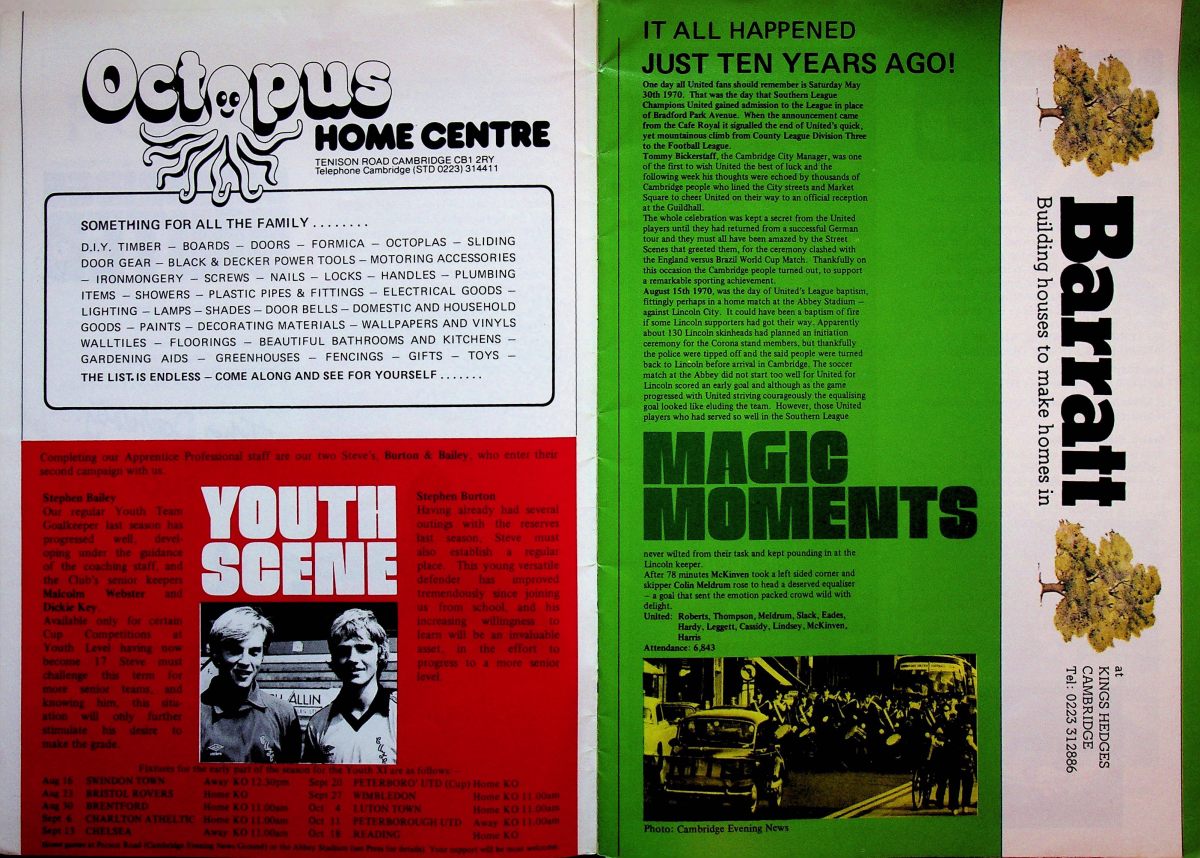 Octopus
HOME CENTRE
TENISON ROAD CAMBRIDGE CB1 2RY
Telephone Cambridge (STD 0223) 314411
SOMETHING FOR ALL THE FAMILY ........
D.I.Y. TIMBER – BOARDS – DOORS – FORMICA – OCTOPLAS – SLIDING
DOOR GEAR – BLACK & DECKER POWER TOOLS – MOTORING ACCESSORIES
– IRONMONGERY – SCREWS – NAILS – LOCKS – HANDLES – PLUMBING
ITEMS – SHOWERS – PLASTIC PIPES & FITTINGS – ELECTRICAL GOODS –
LIGHTING – LAMPS – SHADES – DOOR BELLS – DOMESTIC AND HOUSEHOLD
GOODS – PAINTS – DECORATING MATERIALS – WALLPAPERS AND VINYLS
WALLTILES – FLOORINGS – BEAUTIFUL BATHROOMS AND KITCHENS –
GARDENING AIDS – GREENHOUSES – FENCINGS – GIFTS – TOYS –
THE LIST IS ENDLESS – COME ALONG AND SEE FOR YOURSELF .......
Completing our Apprentice Professional staff are our two Steve's, Burton & Bailey, who enter their
second campaign with us.
Stephen Bailey
Our regular Youth Team
Goalkeeper last season has
progressed well, devel-
oping under the guidance
of the coaching staff, and
the Club's senior keepers
Malcolm Webster and
Dickie Key.
Available only for certain
Cup Competitions at
Youth Level having now
become 17 Steve must
challenge this term for
more senior teams, and
knowing him, this situ-
ation will only further
stimulate his desire to
make the grade.
YOUTH
SCENE
Stephen Burton
Having already had several
outings with the reserves
last season, Steve must
also establish a regular
place. This young versatile
defender has improved
tremendously since joining
us from school, and his
increasing willingness to
learn will be an invaluable
asset, in the effort to
progress to a more senior
level.
ALLIN
Fixtures for the early part of the season for the Youth XI are as follows:
Aug 16 SWINDON TOWN Away KO 12.30pm Sept 20 PETERBORO' UTD (Cup) Home KO
Aug 23 BRISTOL ROVERS Home KO Sept 27 WIMBLEDON Home KO 11.00am
Aug 30 BRENTFORD Home KO 11.00am Oct 4 LUTON TOWN Home KO 11.00am
Sept 6 CHARLTON ATHLETIC Home KO 11.00am Oct 11 PETERBOROUGH UTD Away KO 11.00am
Sept 13 CHELSEA Away KO 11.00am Oct 18 READING Home KO
IT ALL HAPPENED
JUST TEN YEARS AGO!
One day all United fans should remember is Saturday May
30th 1970. That was the day that Southern League
Champions United gained admission to the League in place
of Bradford Park Avenue. When the announcement came
from the Cafe Royal it signalled the end of United's quick,
yet mountainous climb from County League Division Three
to the Football League.
Tommy Bickerstaff, the Cambridge City Manager, was one
of the first to wish United the best of luck and the
following week his thoughts were echoed by thousands of
Cambridge people who lined the City streets and Market
Square to cheer United on their way to an official reception
at the Guildhall.
The whole celebration was kept a secret from the United
players until they had returned from a successful German
tour and they must all have been amazed by the Street
Scenes that greeted them, for the ceremony clashed with
the England versus Brazil World Cup Match. Thankfully on
this occasion the Cambridge people turned out, to support
a remarkable sporting achievement.
August 15th 1970, was the day of United's League baptism,
fittingly perhaps in a home match at the Abbey Stadium –
against Lincoln City. It could have been a baptism of fire
if some Lincoln supporters had got their way. Apparently
about 130 Lincoln skinheads had planned an initiation
ceremony for the Corona stand members, but thankfully
the police were tipped off and the said people were turned
back to Lincoln before arrival in Cambridge. The soccer
match at the Abbey did not start too well for United for
Lincoln scored an early goal and although as the game
progressed with United striving courageously the equalising
goal looked like eluding the team. However, those United
players who had served so well in the Southern League
MAGIC
MOMENTS
never wilted from their task and kept pounding in at the
Lincoln keeper.
After 78 minutes McKinven took a left sided corner and
skipper Colin Meldrum rose to head a deserved equaliser
– a goal that sent the emotion packed crowd wild with
delight.
United: Roberts, Thompson, Meldrum, Slack, Eades,
Hardy, Leggett, Cassidy, Lindsey, McKinven,
Harris
Attendance: 6,843
Photo: Cambridge Evening News
Barratt
Building houses to make homes in
at
KINGS HEDGES
CAMBRIDGE
Tel: 0223 312886